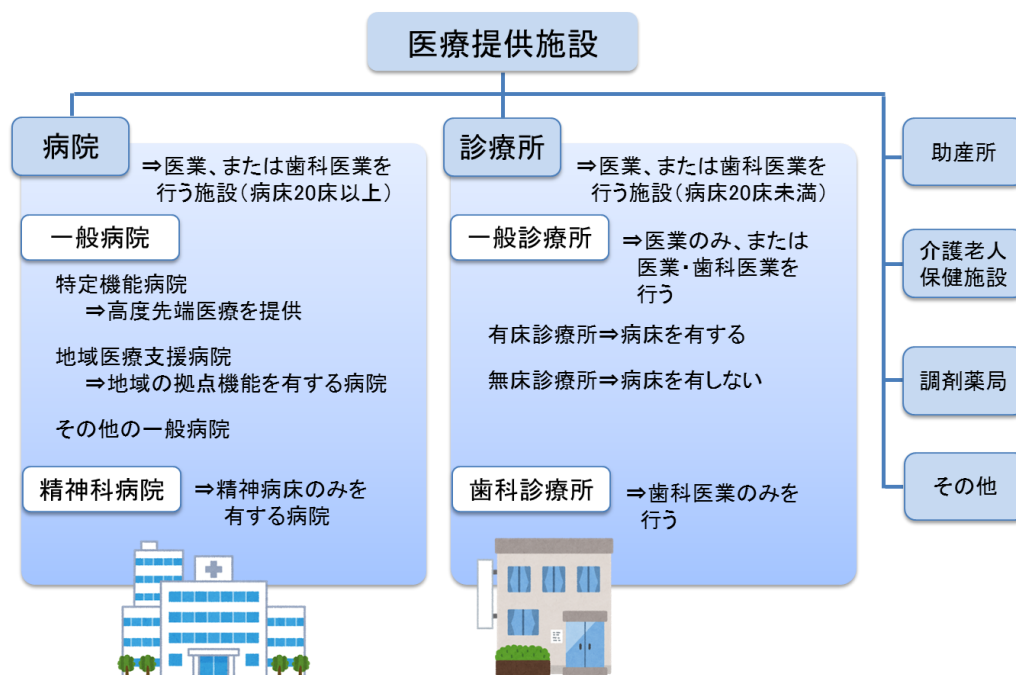 医療提供施設
病院
⇒医業、または歯科医業を
行う施設(病床20床以上)
一般病院
特定機能病院
⇒高度先端医療を提供
地域医療支援病院
⇒地域の拠点機能を有する病院
その他の一般病院
精神科病院
⇒精神病床のみを
有する病院
診療所
⇒医業、または歯科医業を
行う施設(病床20床未満)
一般診療所
⇒医業のみ、または
医業・歯科医業を
行う
有床診療所⇒病床を有する
無床診療所⇒病床を有しない
歯科診療所
⇒歯科医業のみを
行う
助産所
介護老人
保健施設
調剤薬局
その他